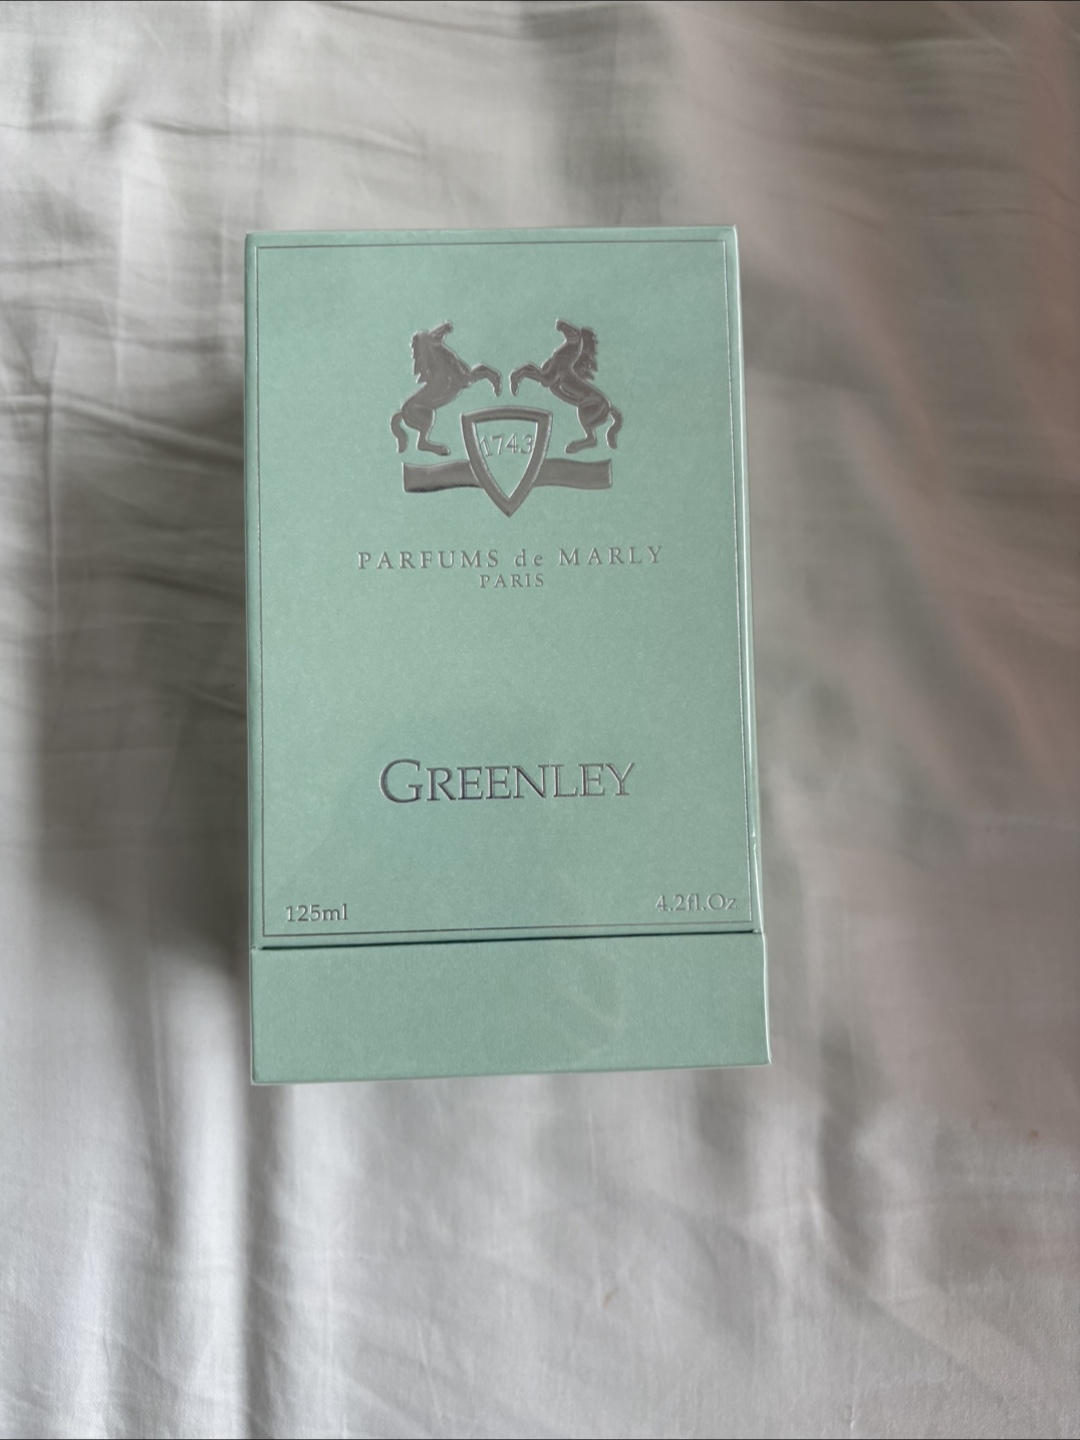 1743
PARFUMS de MARLY
PARIS
GREENLEY
125ml
4.2fl.Oz